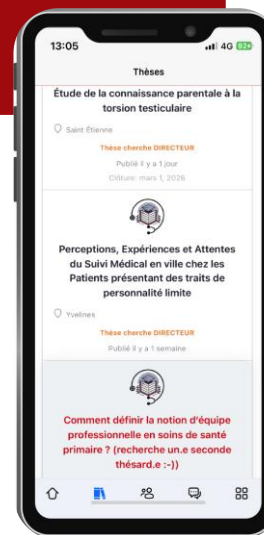 13:05
4G 82
Thèses
Étude de la connaissance parentale à la
torsion testiculaire
Saint Étienne
Thèse cherche DIRECTEUR
Publié il y a 1 jour
Clôture: mars 1, 2026
Perceptions, Expériences et Attentes
du Suivi Médical en ville chez les
Patients présentant des traits de
personnalité limite
Yvelines
Thèse cherche DIRECTEUR
Publié il y a 1 semaine
Comment définir la notion d'équipe
professionnelle en soins de santé
primaire ? (recherche un.e seconde
thésard.e :-))